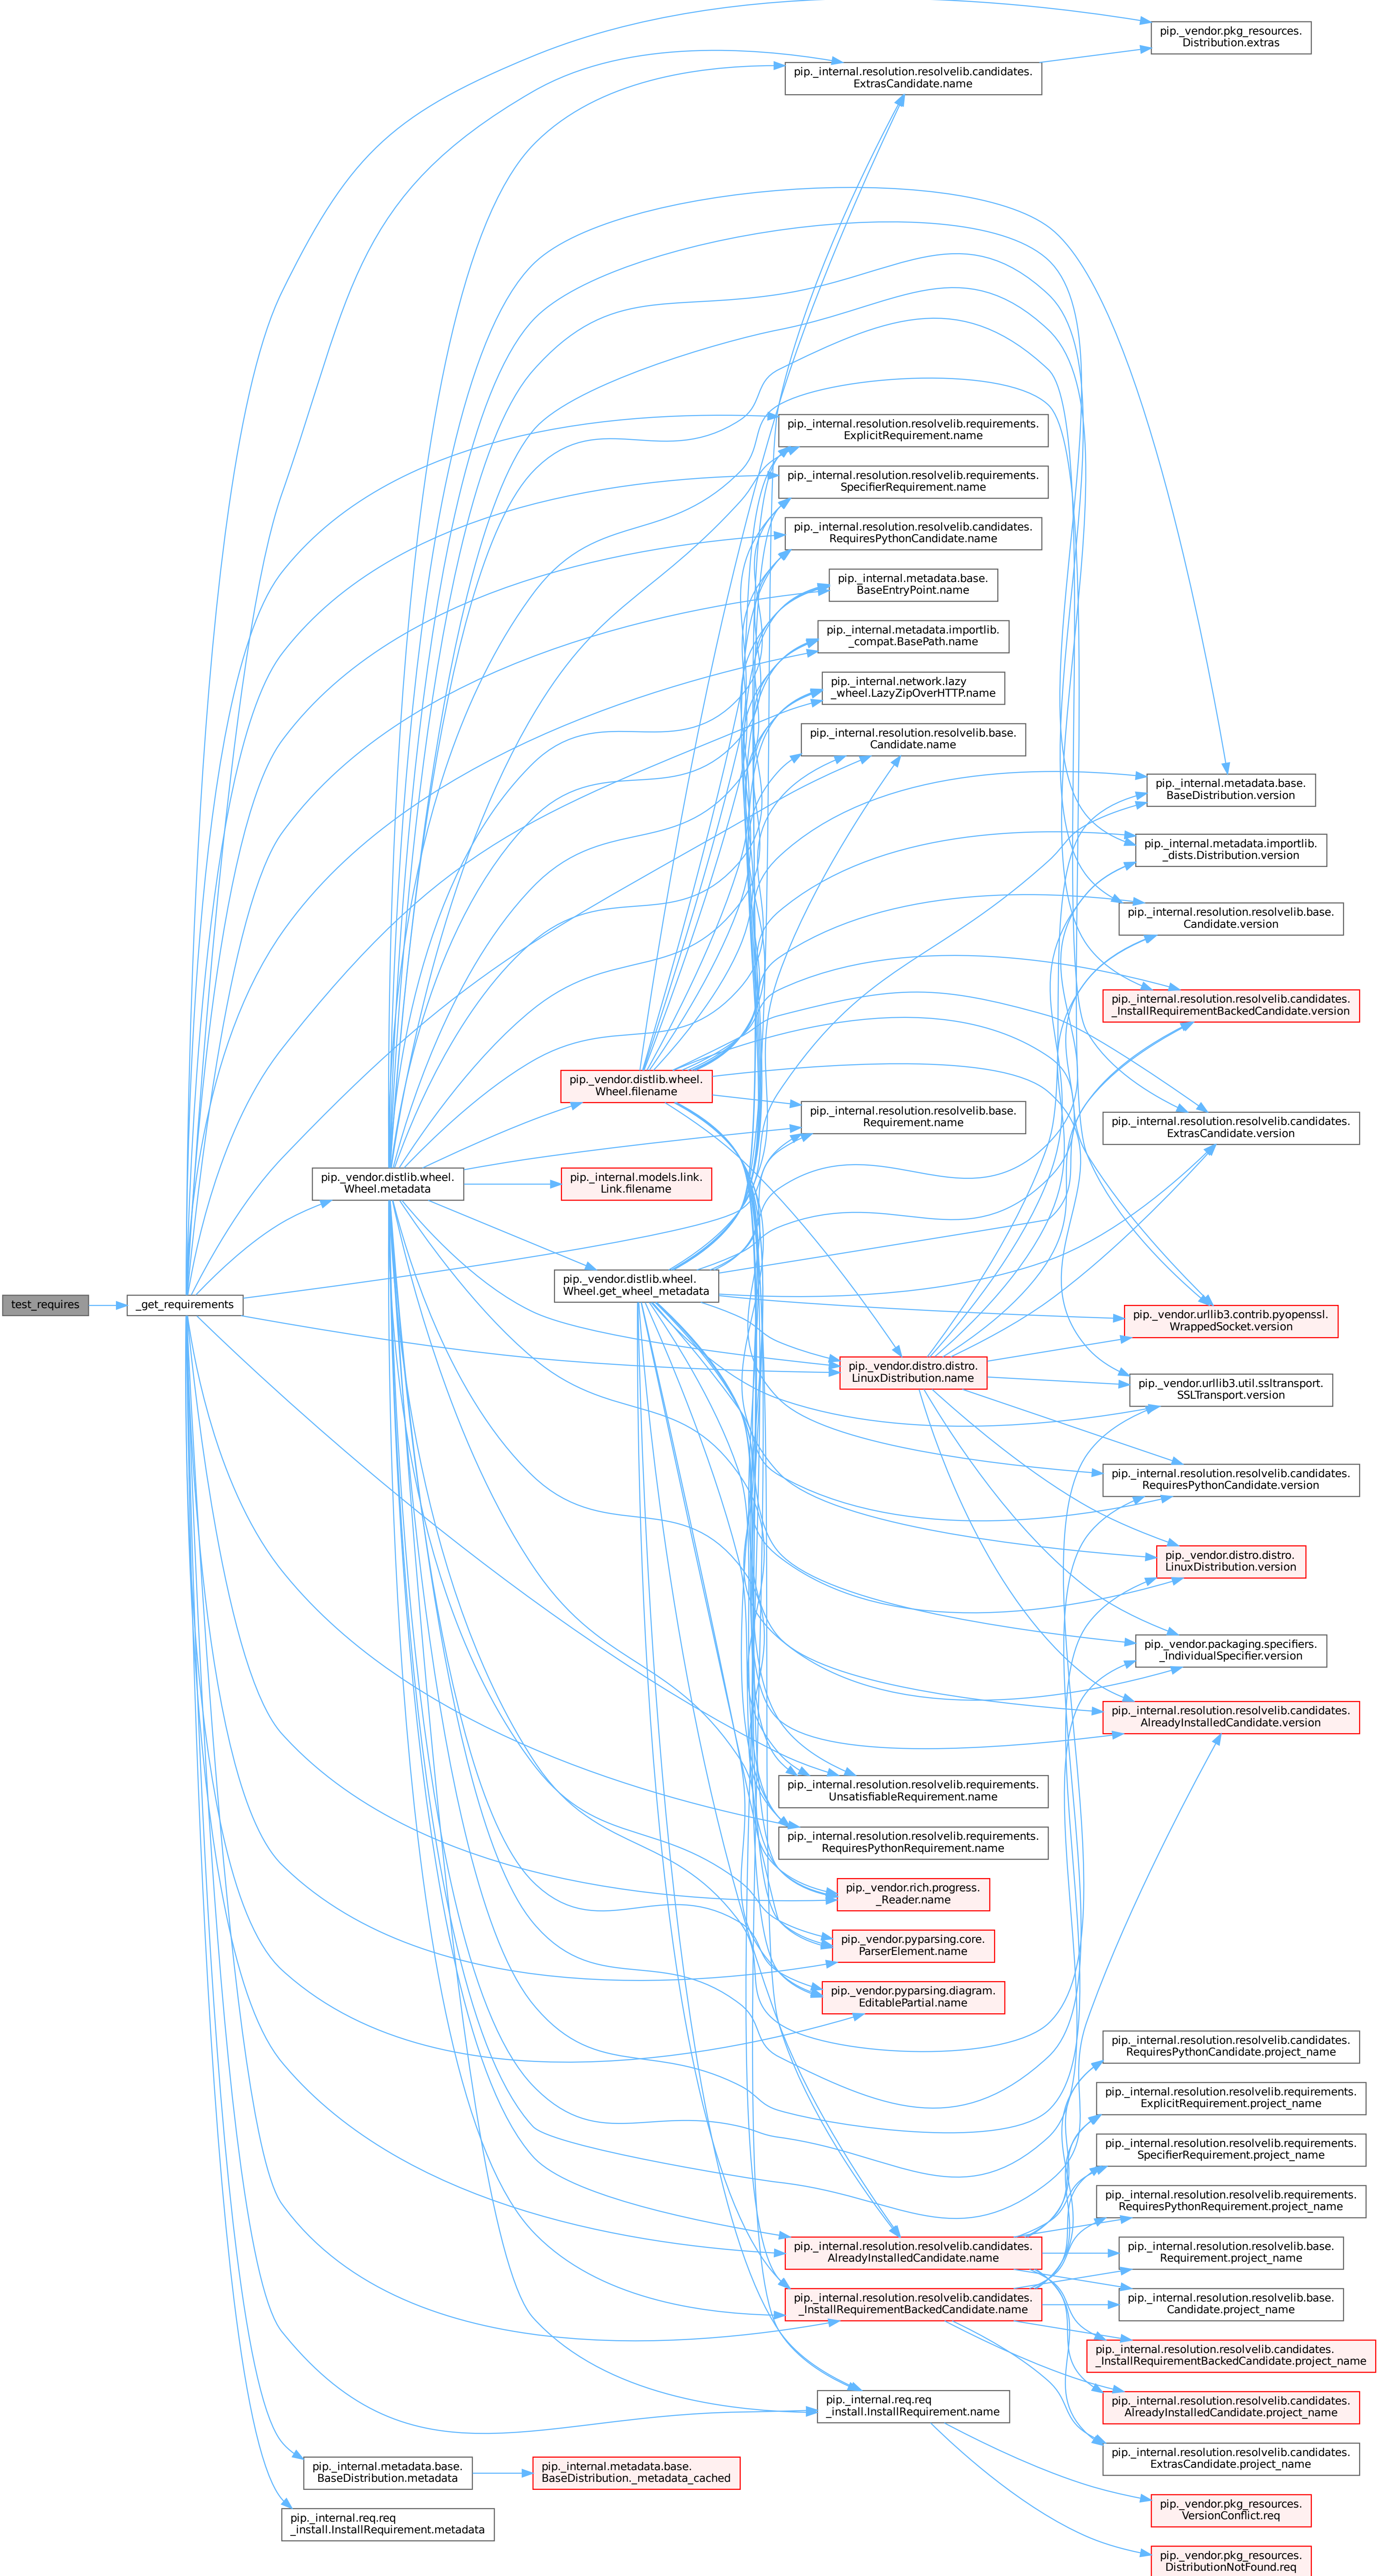 pip._vendor.pkg_resources.
Distribution.extras
pip._internal.resolution.resolvelib.candidates.
ExtrasCandidate.name
pip._internal.resolution.resolvelib.requirements.
ExplicitRequirement.name
pip._internal.resolution.resolvelib.requirements.
SpecifierRequirement.name
pip._internal.resolution.resolvelib.candidates.
RequiresPythonCandidate.name
pip._internal.metadata.base.
BaseEntryPoint.name
pip._internal.metadata.importlib.
_compat.BasePath.name
pip._internal.network.lazy
_wheel.LazyZipOverHTTP.name
pip._internal.resolution.resolvelib.base.
Candidate.name
pip._internal.metadata.base.
BaseDistribution.version
pip._internal.metadata.importlib.
_dists.Distribution.version
pip._internal.resolution.resolvelib.base.
Candidate.version
pip._internal.resolution.resolvelib.candidates.
_InstallRequirementBackedCandidate.version
pip._vendor.distlib.wheel.
Wheel.filename
pip._internal.resolution.resolvelib.base.
Requirement.name
pip._internal.resolution.resolvelib.candidates.
ExtrasCandidate.version
pip._vendor.distlib.wheel.
Wheel.metadata
pip._internal.models.link.
Link.filename
pip._vendor.distlib.wheel.
Wheel.get_wheel_metadata
test_requires
_get_requirements
pip._vendor.urllib3.contrib.pyopenssl.
WrappedSocket.version
pip._vendor.distro.distro.
LinuxDistribution.name
pip._vendor.urllib3.util.ssltransport.
SSLTransport.version
pip._internal.resolution.resolvelib.candidates.
RequiresPythonCandidate.version
pip._vendor.distro.distro.
LinuxDistribution.version
pip._vendor.packaging.specifiers.
_IndividualSpecifier.version
pip._internal.resolution.resolvelib.candidates.
AlreadyInstalledCandidate.version
pip._internal.resolution.resolvelib.requirements.
UnsatisfiableRequirement.name
pip._internal.resolution.resolvelib.requirements.
RequiresPythonRequirement.name
pip._vendor.rich.progress.
_Reader.name
pip._vendor.pyparsing.core.
ParserElement.name
pip._vendor.pyparsing.diagram.
EditablePartial.name
pip._internal.resolution.resolvelib.candidates.
RequiresPythonCandidate.project_name
pip._internal.resolution.resolvelib.requirements.
ExplicitRequirement.project_name
pip._internal.resolution.resolvelib.requirements.
SpecifierRequirement.project_name
pip._internal.resolution.resolvelib.requirements.
RequiresPythonRequirement.project_name
pip._internal.resolution.resolvelib.candidates.
AlreadyInstalledCandidate.name
pip._internal.resolution.resolvelib.base.
Requirement.project_name
pip._internal.resolution.resolvelib.candidates.
_InstallRequirementBackedCandidate.name
pip._internal.resolution.resolvelib.base.
Candidate.project_name
pip._internal.resolution.resolvelib.candidates.
_InstallRequirementBackedCandidate.project_name
pip._internal.req.req
_install.InstallRequirement.name
pip._internal.resolution.resolvelib.candidates.
AlreadyInstalledCandidate.project_name
pip._internal.resolution.resolvelib.candidates.
ExtrasCandidate.project_name
pip._internal.metadata.base.
BaseDistribution.metadata
pip._internal.metadata.base.
BaseDistribution._metadata_cached
pip._vendor.pkg_resources.
VersionConflict.req
pip._internal.req.req
_install.InstallRequirement.metadata
pip._vendor.pkg_resources.
DistributionNotFound.req